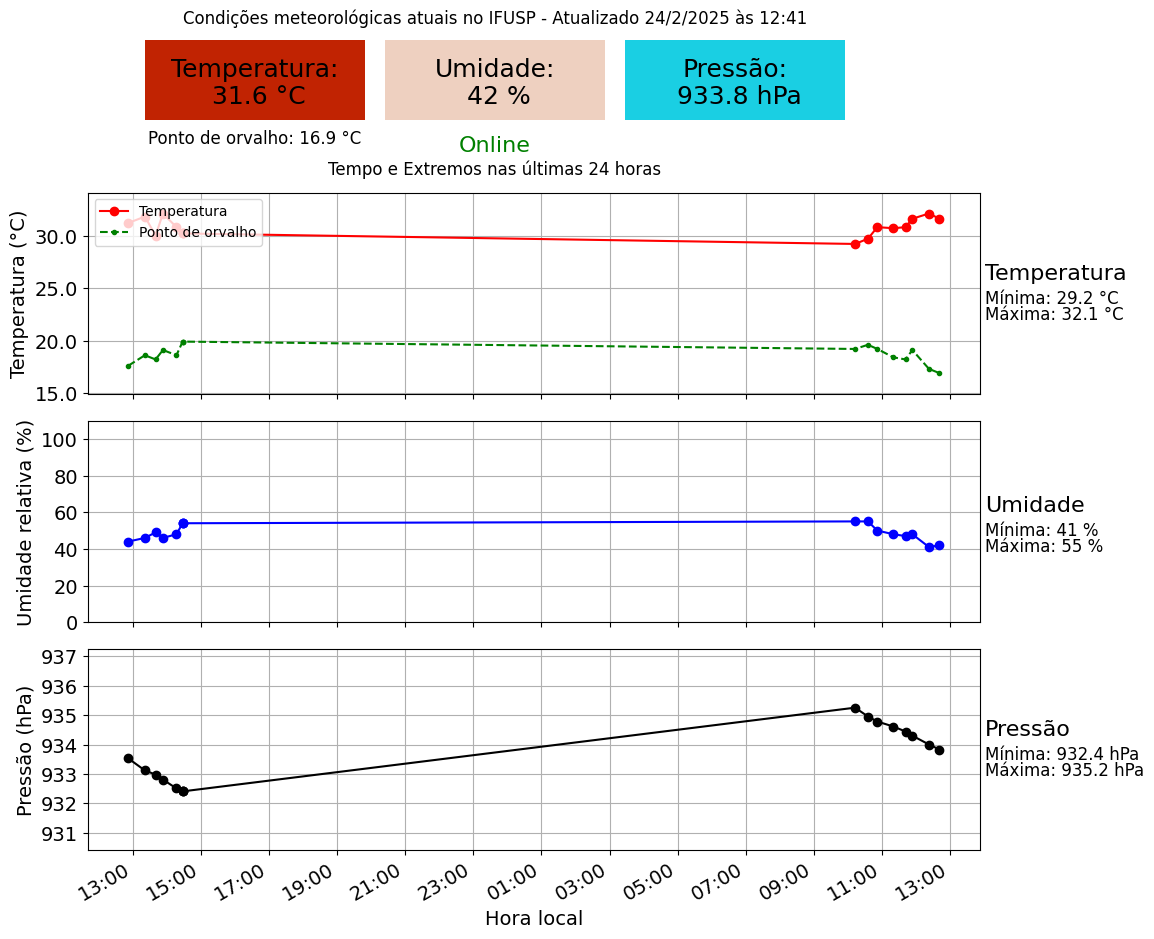 Condições meteorológicas atuais no IFUSP - Atualizado 24/2/2025 às 12:41
Temperatura:
31.6 °C
Umidade:
42 %
Pressão:
933.8 hPa
Ponto de orvalho: 16.9 °C
Online
Tempo e Extremos nas últimas 24 horas
Temperatura (°C)
30.0
25.0
20.0
15.0
Temperatura
Ponto de orvalho
Temperatura
Mínima: 29.2 °C
Máxima: 32.1 °C
Umidade relativa (%)
100
80
60
40
20
0
Umidade
Mínima: 41 %
Máxima: 55 %
Pressão (hPa)
937
936
935
934
933
932
931
Pressão
Mínima: 932.4 hPa
Máxima: 935.2 hPa
13:00
15:00
17:00
19:00
21:00
23:00
01:00
03:00
05:00
07:00
09:00
11:00
13:00
Hora local